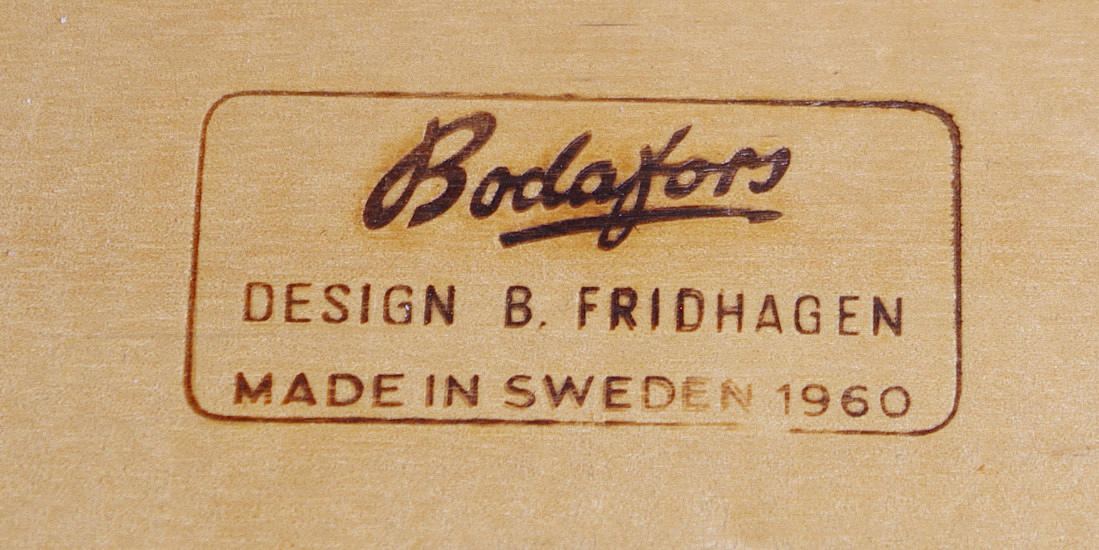 Bodafors
DESIGN B. FRIDHAGEN
MADE IN SWEDEN 1960